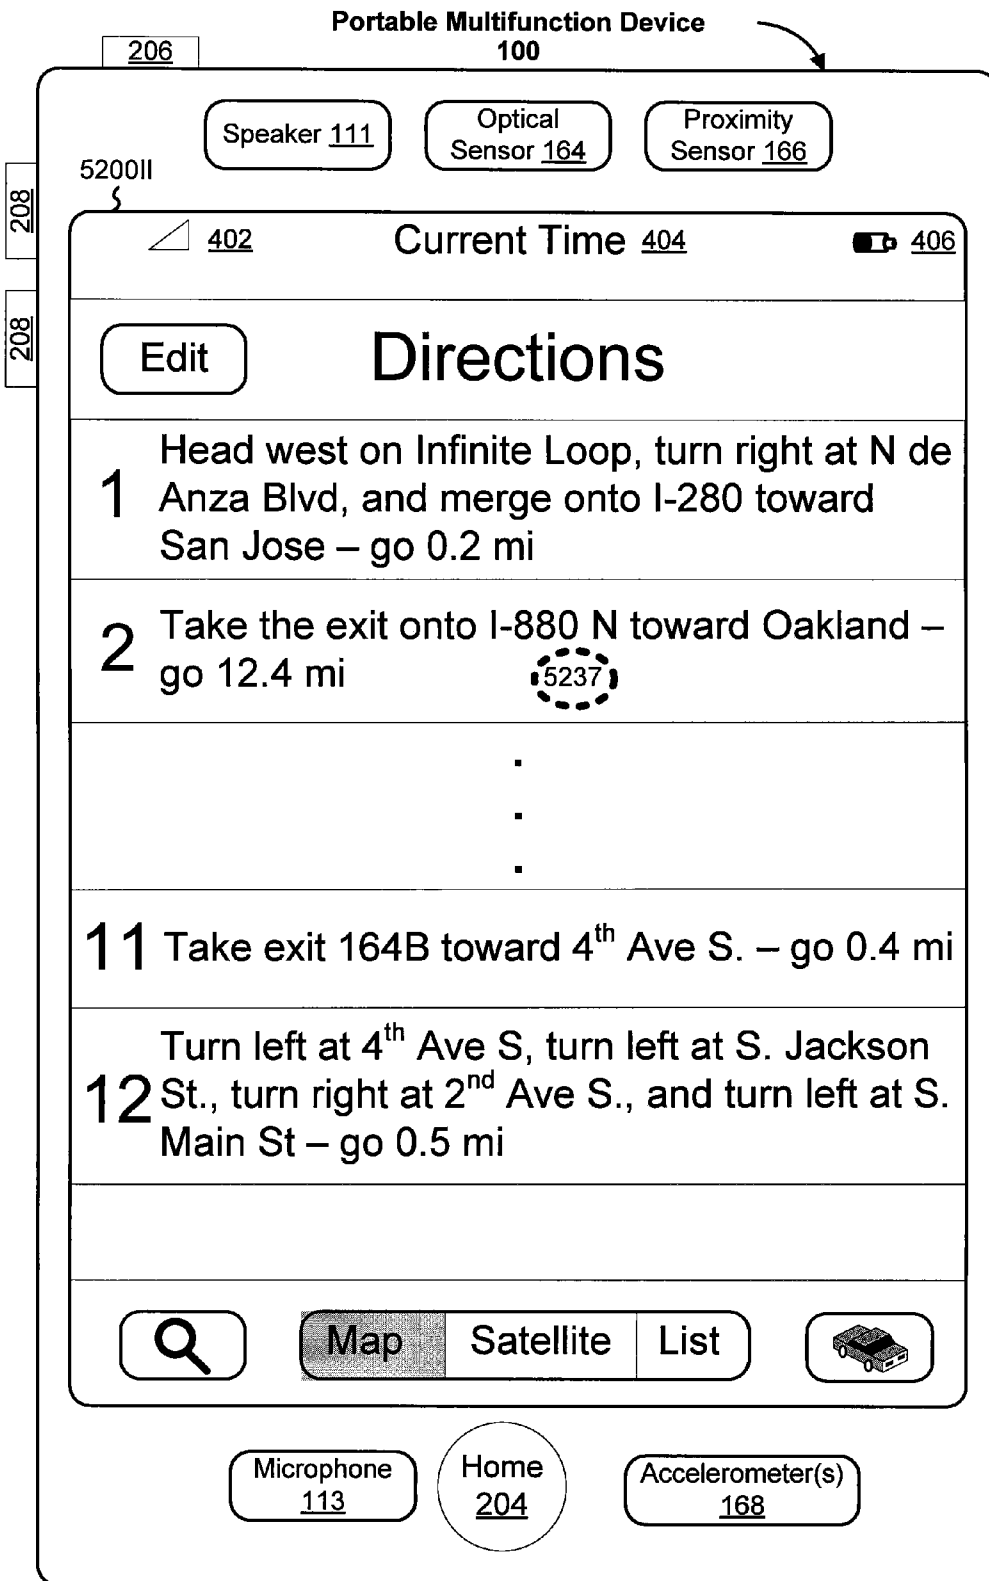 Portable Multifunction Device
100
206
Speaker 111
Optical
Sensor 164
Proximity
Sensor 166
5200II
208
208
402
Current Time 404
406
Edit
Directions
1
Head west on Infinite Loop, turn right at N de
Anza Blvd, and merge onto I-280 toward
San Jose – go 0.2 mi
2
Take the exit onto I-880 N toward Oakland –
go 12.4 mi
5237
11 Take exit 164B toward 4th Ave S. – go 0.4 mi
12
Turn left at 4th Ave S, turn left at S. Jackson
St., turn right at 2nd Ave S., and turn left at S.
Main St – go 0.5 mi
Map
Satellite
List
Microphone
113
Home
204
Accelerometer(s)
168